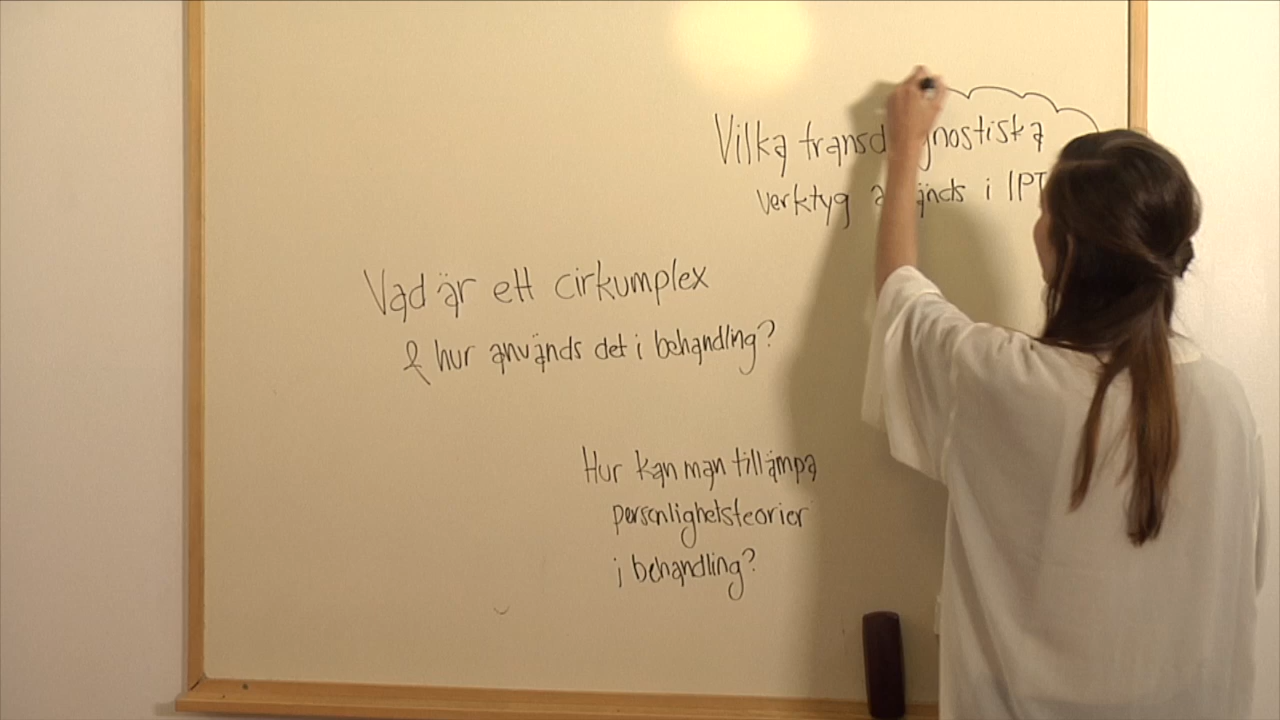 Vilka transdiagnostiska
verktyg används i IPT
Vad är ett cirkumplex
& hur används det i behandling?
Hur kan man tillämpa
personlighetsteorier
i behandling?